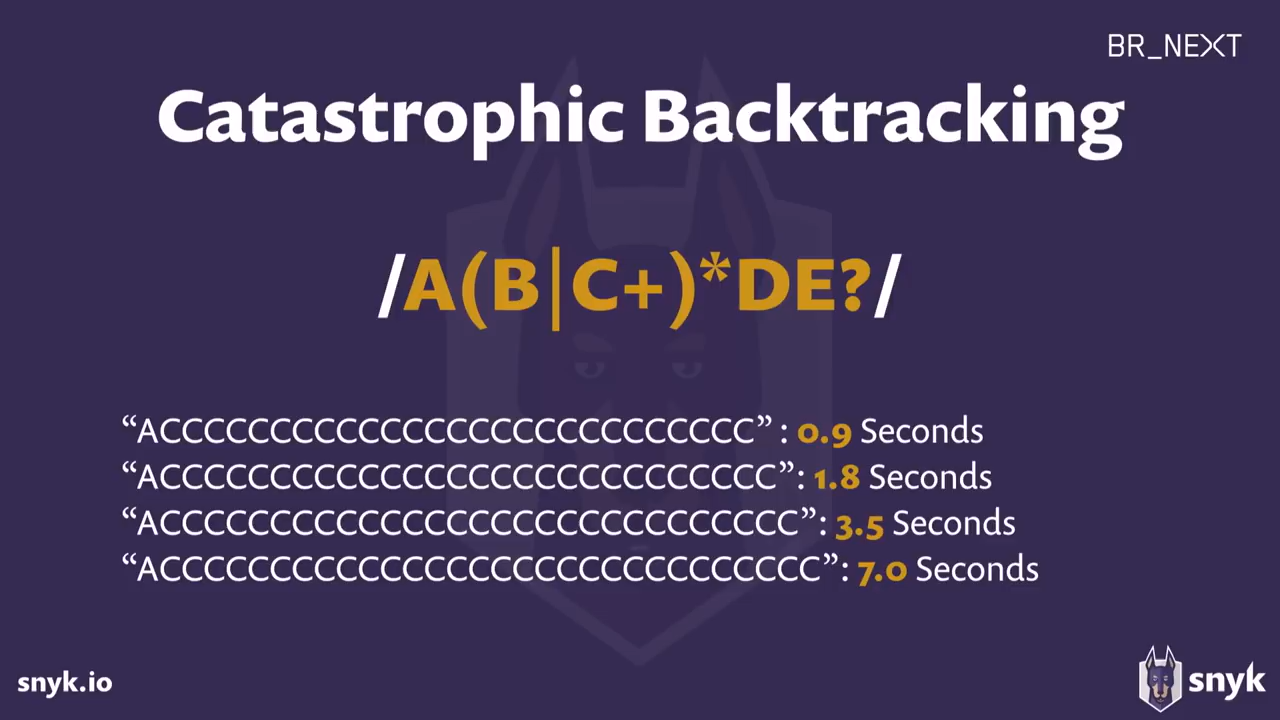 BR_NEXT
Catastrophic Backtracking
/A(B|C+)*DE?/
“ACCCCCCCCCCCCCCCCCCCCCCCCCCC” : 0.9 Seconds
“ACCCCCCCCCCCCCCCCCCCCCCCCCCCC”: 1.8 Seconds
“ACCCCCCCCCCCCCCCCCCCCCCCCCCCCC”: 3.5 Seconds
“ACCCCCCCCCCCCCCCCCCCCCCCCCCCCCC”: 7.0 Seconds
snyk.io
snyk